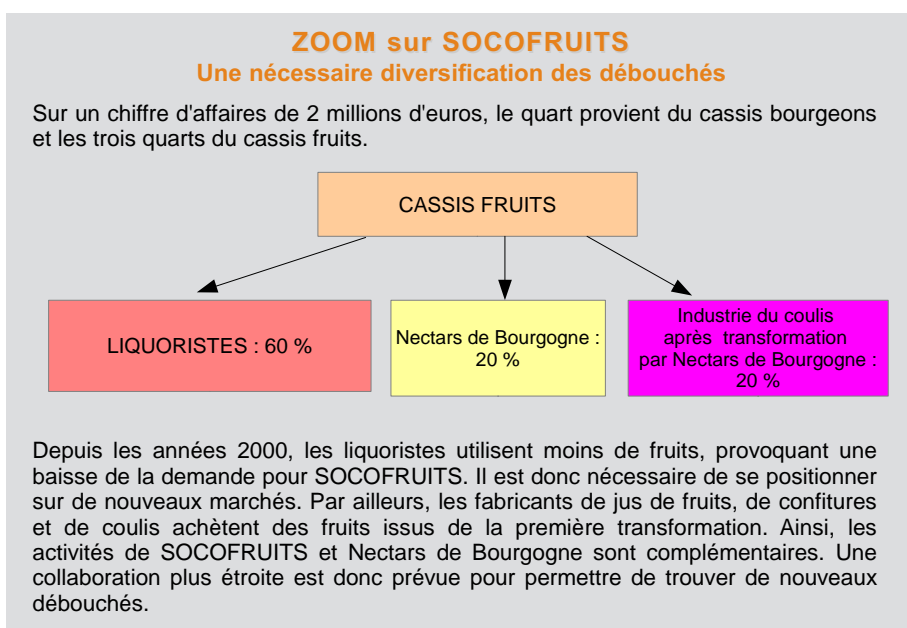 ZOOM sur SOCOFRUITS
Une nécessaire diversification des débouchés
Sur un chiffre d'affaires de 2 millions d'euros, le quart provient du cassis bourgeons
et les trois quarts du cassis fruits.
CASSIS FRUITS
LIQUORISTES : 60 %
Nectars de Bourgogne :
20 %
Industrie du coulis
après transformation
par Nectars de Bourgogne :
20 %
Depuis les années 2000, les liquoristes utilisent moins de fruits, provoquant une
baisse de la demande pour SOCOFRUITS. Il est donc nécessaire de se positionner
sur de nouveaux marchés. Par ailleurs, les fabricants de jus de fruits, de confitures
et de coulis achètent des fruits issus de la première transformation. Ainsi, les
activités de SOCOFRUITS et Nectars de Bourgogne sont complémentaires. Une
collaboration plus étroite est donc prévue pour permettre de trouver de nouveaux
débouchés.